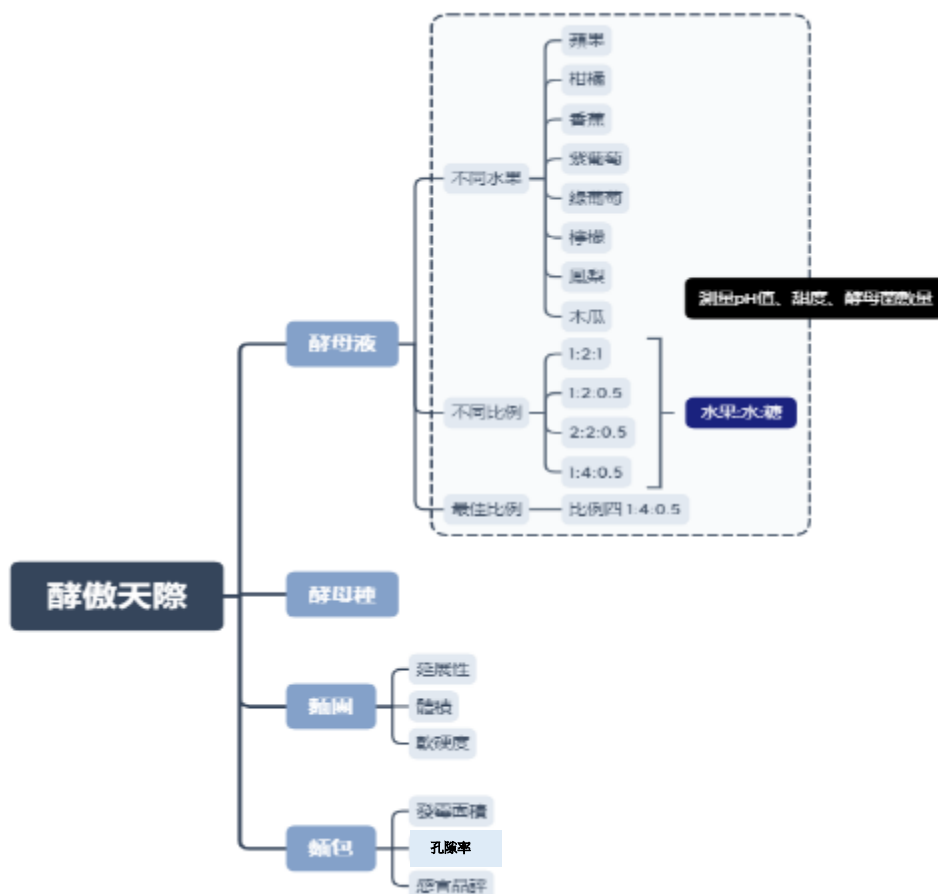 酵傲天際
酵母液
不同水果
蘋果
柑橘
香蕉
紫葡萄
綠葡萄
檸檬
鳳梨
木瓜
不同比例
1:2:1
1:2:0.5
2:2:0.5
1:4:0.5
水果:水:糖
最佳比例
比例四 1:4:0.5
測量pH值、甜度、酵母菌數量
酵母種
麵團
延展性
體積
軟硬度
麵包
發霉面積
孔隙率
感官品評